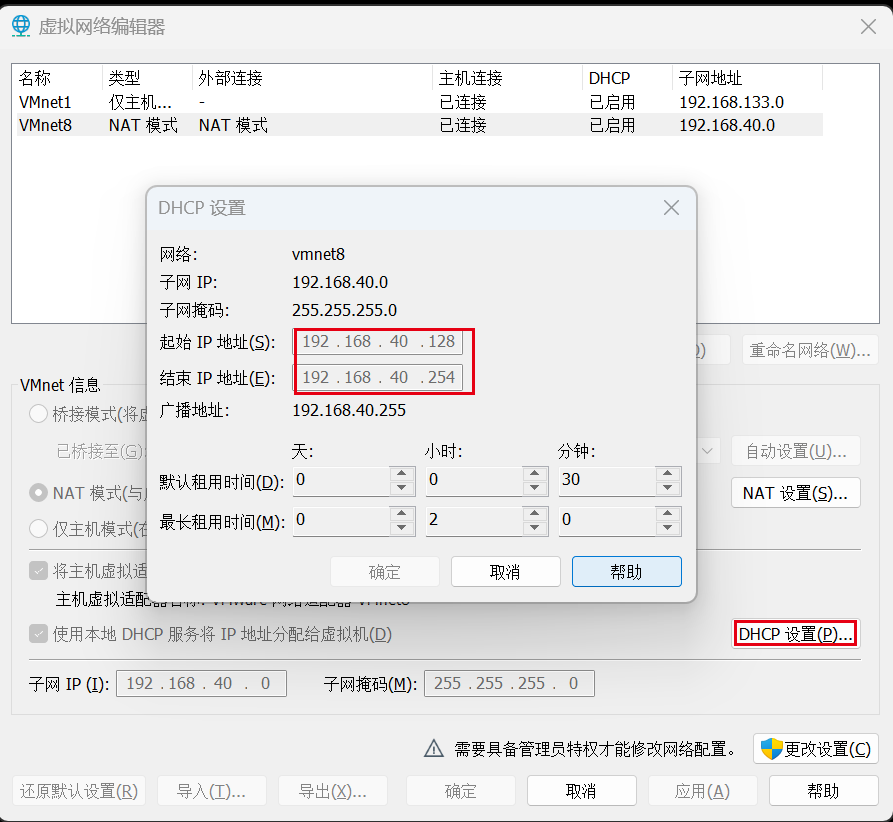 虚拟网络编辑器
名称 类型 外部连接 主机连接 DHCP 子网地址
VMnet1 仅主机... - 已连接 已启用 192.168.133.0
VMnet8 NAT 模式 NAT 模式 已连接 已启用 192.168.40.0
DHCP 设置
网络: vmnet8
子网 IP: 192.168.40.0
子网掩码: 255.255.255.0
起始 IP 地址(S): 192 . 168 . 40 . 128
结束 IP 地址(E): 192 . 168 . 40 . 254
广播地址: 192.168.40.255
天: 小时: 分钟:
默认租用时间(D): 0 0 30
最长租用时间(M): 0 2 0
确定 取消 帮助
重命名网络(W)...
VMnet 信息
桥接模式(将虚
已桥接至(G): 自动设置(U)...
NAT 模式(与 NAT 设置(S)...
仅主机模式(在
将主机虚拟适
主机虚拟适配器名称: VMware 网络适配器 VMnet8
使用本地 DHCP 服务将 IP 地址分配给虚拟机(D) DHCP 设置(P)...
子网 IP (I): 192 . 168 . 40 . 0 子网掩码(M): 255 . 255 . 255 . 0
需要具备管理员特权才能修改网络配置。 更改设置(C)
还原默认设置(R) 导入(T)... 导出(X)... 确定 取消 应用(A) 帮助